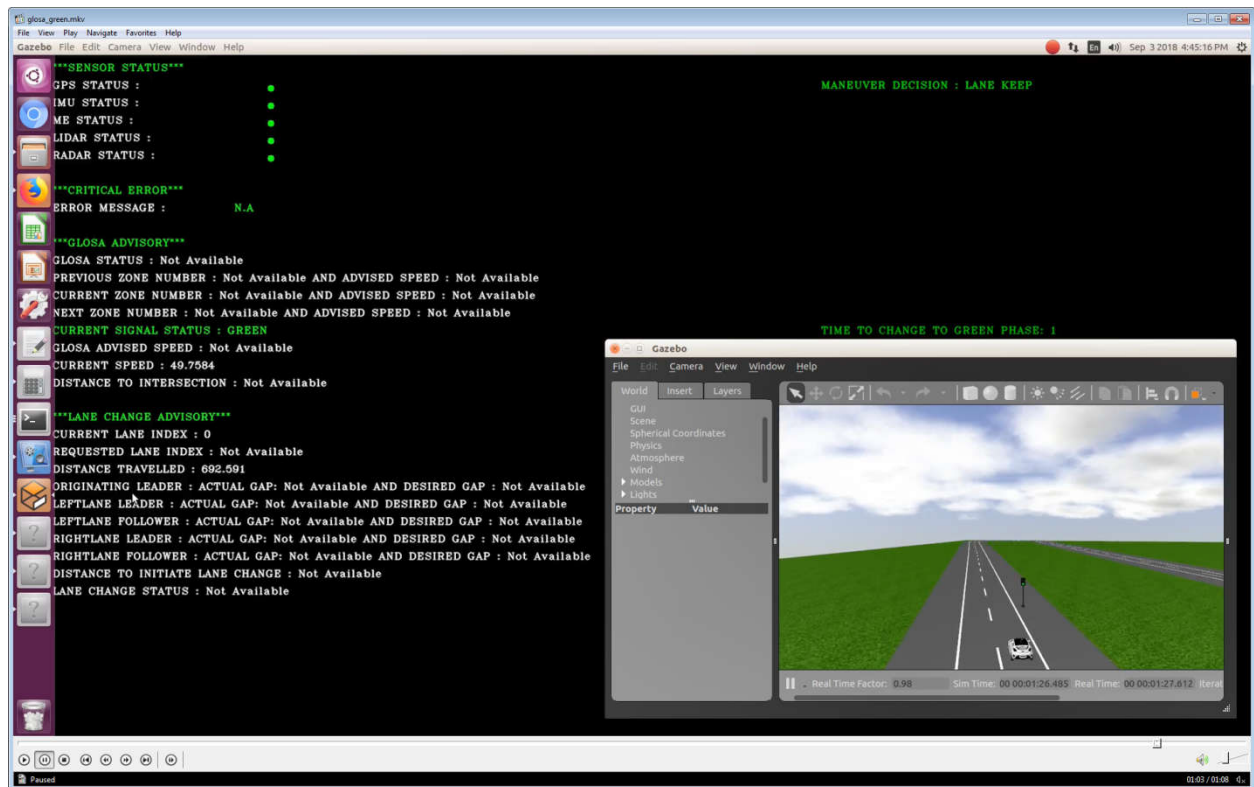 glosa_green.mkv
File View Play Navigate Favorites Help
Gazebo File Edit Camera View Window Help
En
Sep 3 2018 4:45:16 PM
***SENSOR STATUS***
GPS STATUS :
MANEUVER DECISION : LANE KEEP
IMU STATUS :
ME STATUS :
LIDAR STATUS :
RADAR STATUS :
***CRITICAL ERROR***
ERROR MESSAGE : N.A
***GLOSA ADVISORY***
GLOSA STATUS : Not Available
PREVIOUS ZONE NUMBER : Not Available AND ADVISED SPEED : Not Available
CURRENT ZONE NUMBER : Not Available AND ADVISED SPEED : Not Available
NEXT ZONE NUMBER : Not Available AND ADVISED SPEED : Not Available
CURRENT SIGNAL STATUS : GREEN
TIME TO CHANGE TO GREEN PHASE: 1
GLOSA ADVISED SPEED : Not Available
CURRENT SPEED : 49.7584
DISTANCE TO INTERSECTION : Not Available
***LANE CHANGE ADVISORY***
CURRENT LANE INDEX : 0
REQUESTED LANE INDEX : Not Available
DISTANCE TRAVELLED : 692.591
ORIGINATING LEADER : ACTUAL GAP: Not Available AND DESIRED GAP : Not Available
LEFTLANE LEADER : ACTUAL GAP: Not Available AND DESIRED GAP : Not Available
LEFTLANE FOLLOWER : ACTUAL GAP: Not Available AND DESIRED GAP : Not Available
RIGHTLANE LEADER : ACTUAL GAP: Not Available AND DESIRED GAP : Not Available
RIGHTLANE FOLLOWER : ACTUAL GAP: Not Available AND DESIRED GAP : Not Available
DISTANCE TO INITIATE LANE CHANGE : Not Available
LANE CHANGE STATUS : Not Available
Gazebo
File Edit Camera View Window Help
World Insert Layers
GUI
Scene
Spherical Coordinates
Physics
Atmosphere
Wind
Models
Lights
Property Value
Real Time Factor: 0.98 Sim Time: 00 00:01:26.485 Real Time: 00 00:01:27.612 Iterat
Paused
01:03 / 01:08